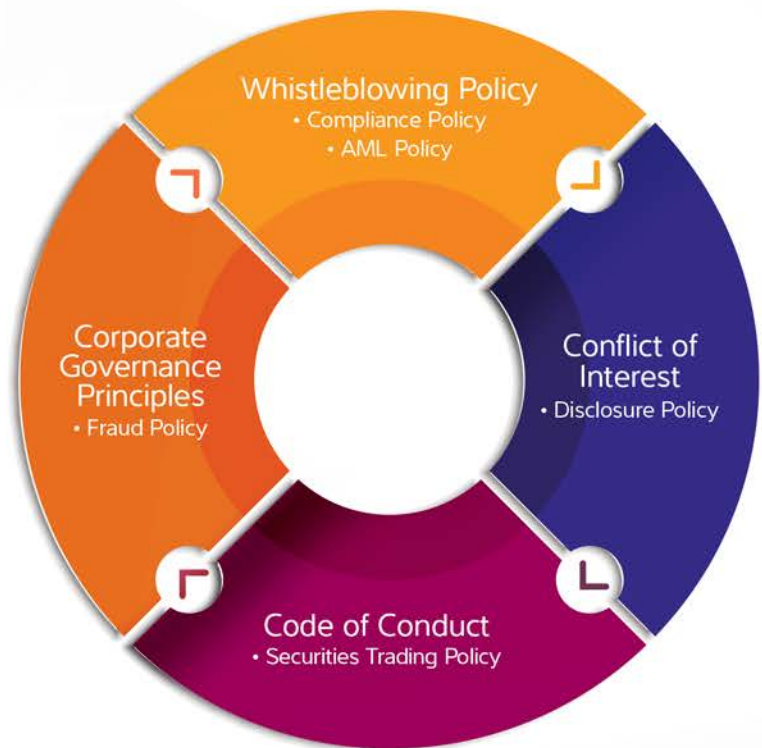 Whistleblowing Policy
• Compliance Policy
• AML Policy
Corporate
Governance
Principles
• Fraud Policy
Conflict of
Interest
• Disclosure Policy
Code of Conduct
• Securities Trading Policy